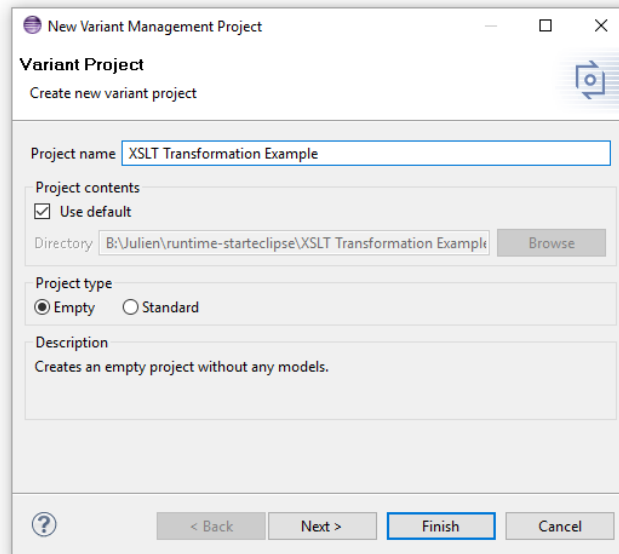 New Variant Management Project
Variant Project
Create new variant project
Project name XSLT Transformation Example
Project contents
Use default
Directory B:\Julien\runtime-starteclipse\XSLT Transformation Example Browse
Project type
Empty Standard
Description
Creates an empty project without any models.
? < Back Next > Finish Cancel